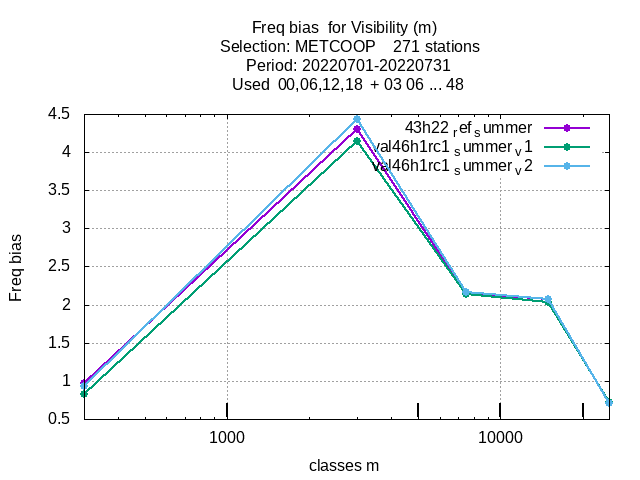 Freq bias  for Visibility (m)
Selection: METCOOP    271 stations
Period: 20220701-20220731
Used  00,06,12,18  + 03 06 ... 48
4.5
4
3.5
3
2.5
2
1.5
1
0.5
Freq bias
43h22 ref summer
val46h1rc1 summer v1
val46h1rc1 summer v2
1000
10000
classes m